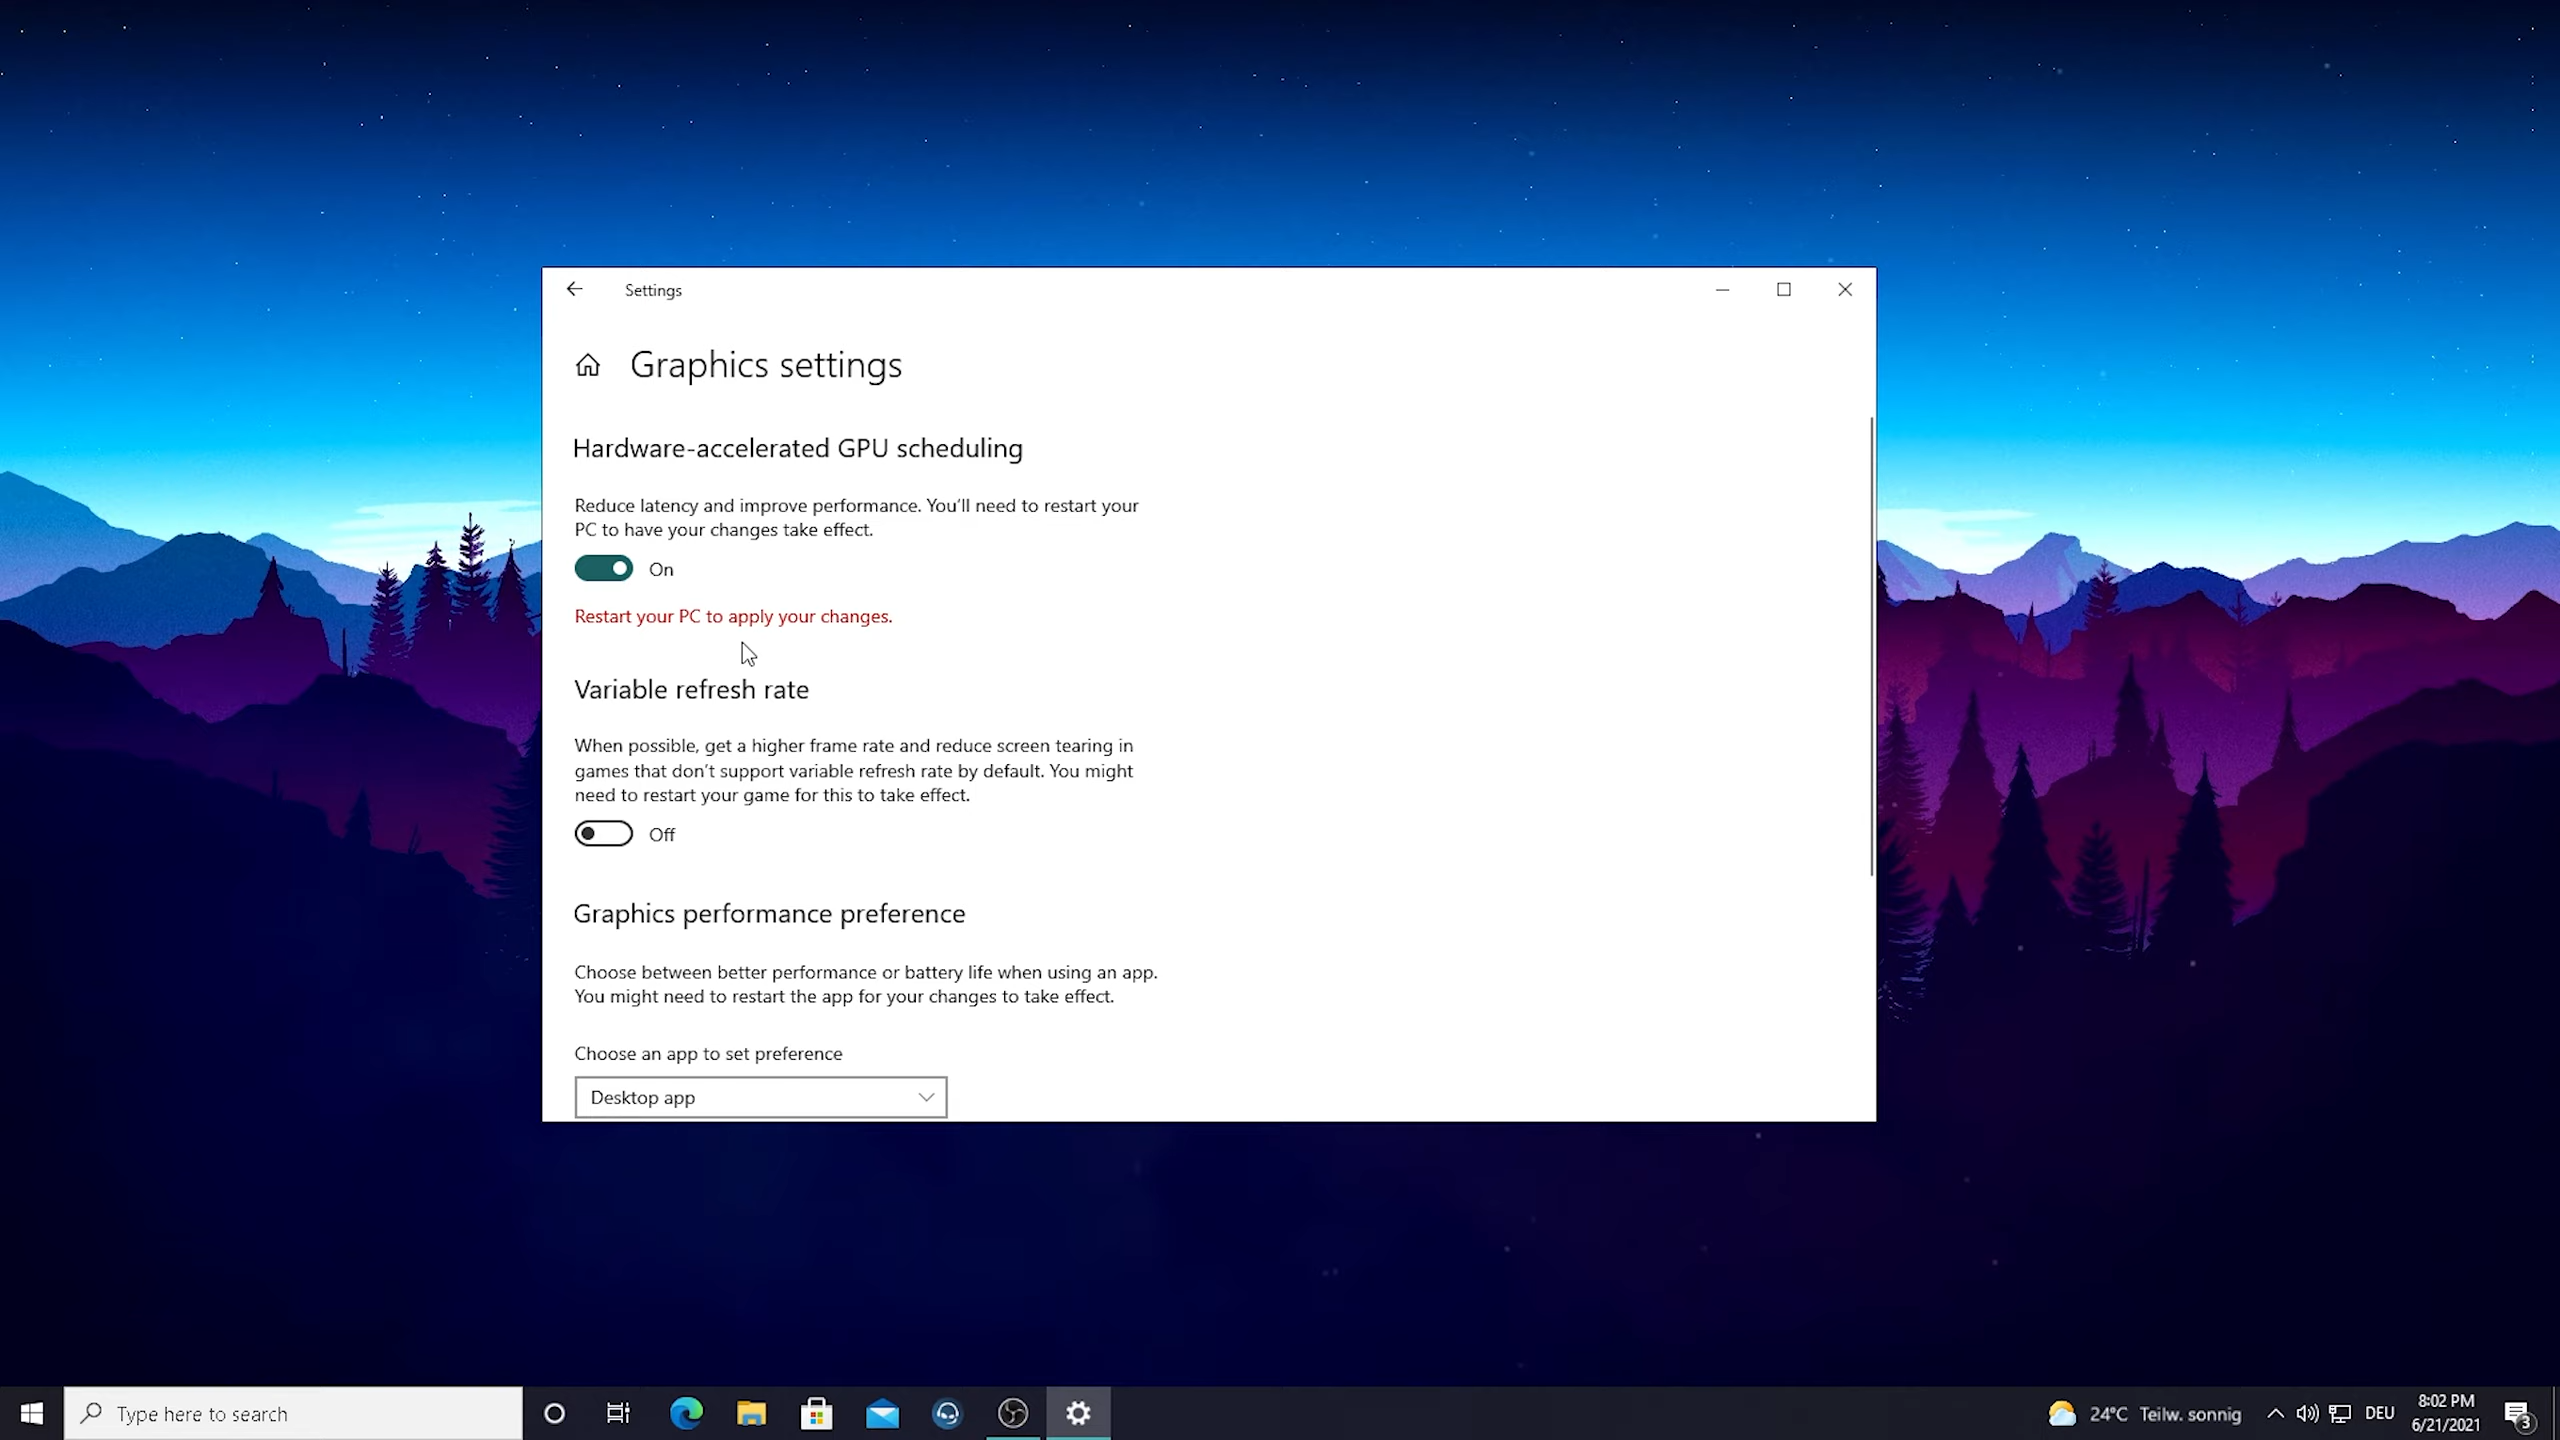 Settings
Graphics settings
Hardware-accelerated GPU scheduling
Reduce latency and improve performance. You'll need to restart your
PC to have your changes take effect.
On
Restart your PC to apply your changes.
Variable refresh rate
When possible, get a higher frame rate and reduce screen tearing in
games that don't support variable refresh rate by default. You might
need to restart your game for this to take effect.
Off
Graphics performance preference
Choose between better performance or battery life when using an app.
You might need to restart the app for your changes to take effect.
Choose an app to set preference
Desktop app
Type here to search
24°C Teilw. sonnig
DEU
8:02 PM
6/21/2021
3